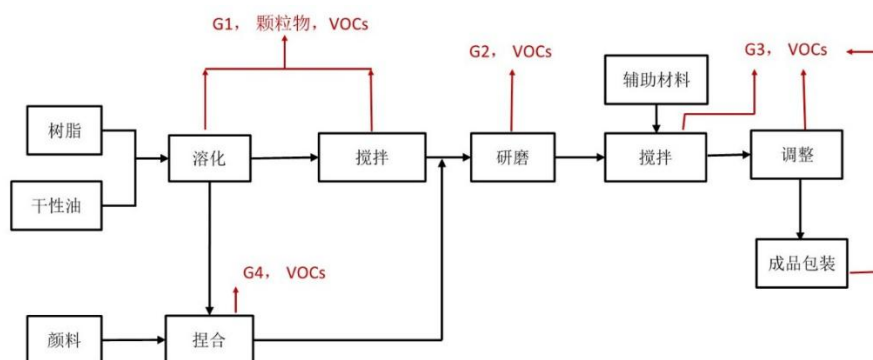 G1， 颗粒物，VOCs
G2， VOCs
G3， VOCs
辅助材料
树脂
溶化
搅拌
研磨
搅拌
调整
干性油
G4， VOCs
成品包装
颜料
捏合